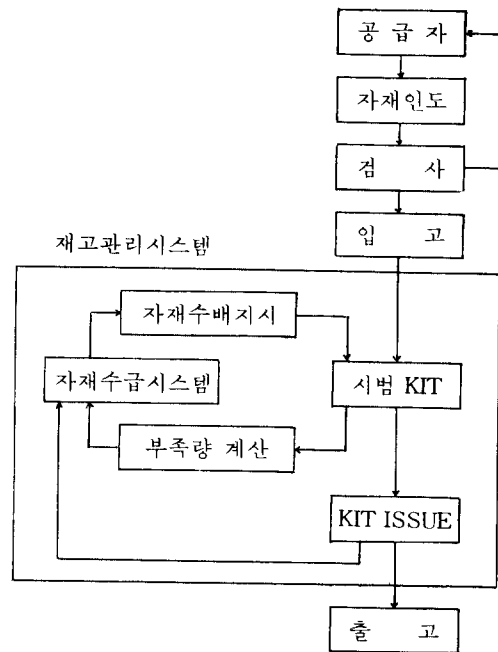 공 급 자
자재인도
검 사
입 고
재고관리시스템
자재수배지시
자재수급시스템
시범 KIT
부족량 계산
KIT ISSUE
출 고